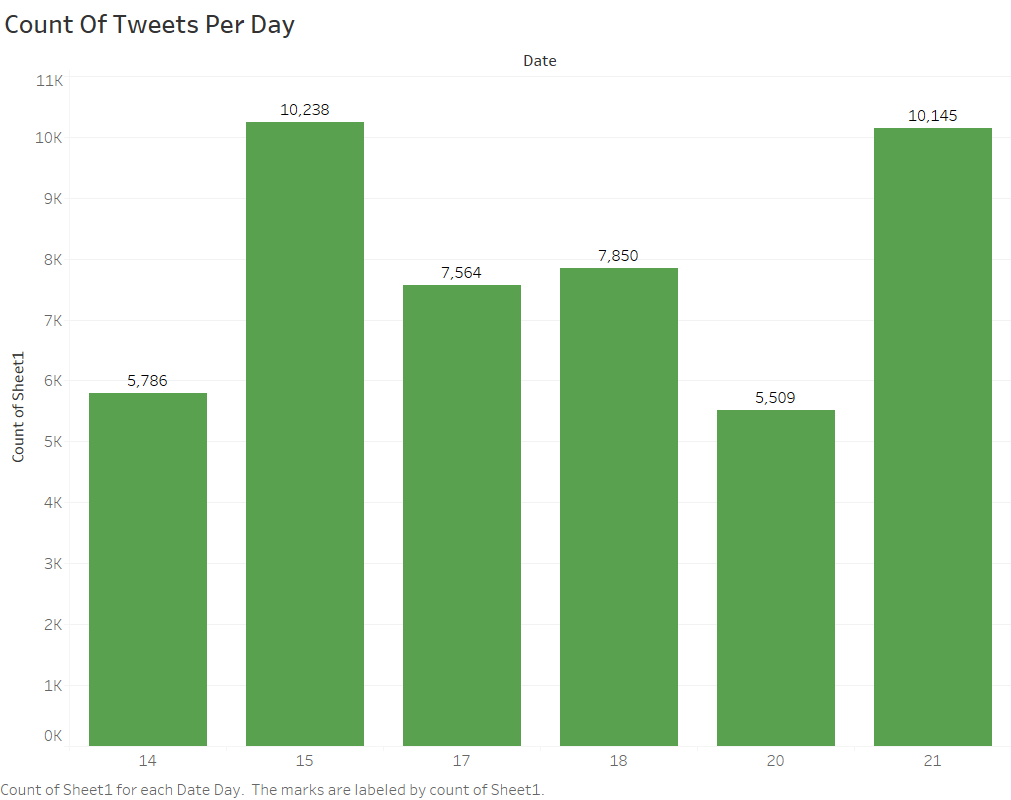 Count Of Tweets Per Day
Date
11K
10K
9K
8K
7K
6K
5K
4K
3K
2K
1K
0K
Count of Sheet1
5,786
10,238
7,564
7,850
5,509
10,145
14 15 17 18 20 21
Count of Sheet1 for each Date Day. The marks are labeled by count of Sheet1.